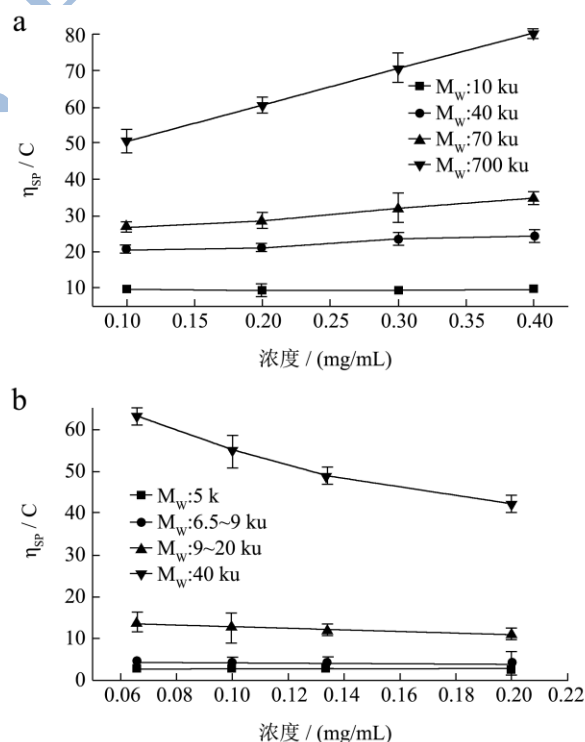 a
80
70
60
50
40
30
20
10
η_SP / C
M_W:10 ku
M_W:40 ku
M_W:70 ku
M_W:700 ku
0.10 0.15 0.20 0.25 0.30 0.35 0.40
浓度 / (mg/mL)
b
60
50
40
30
20
10
0
η_SP / C
M_W:5 k
M_W:6.5~9 ku
M_W:9~20 ku
M_W:40 ku
0.06 0.08 0.10 0.12 0.14 0.16 0.18 0.20 0.22
浓度 / (mg/mL)